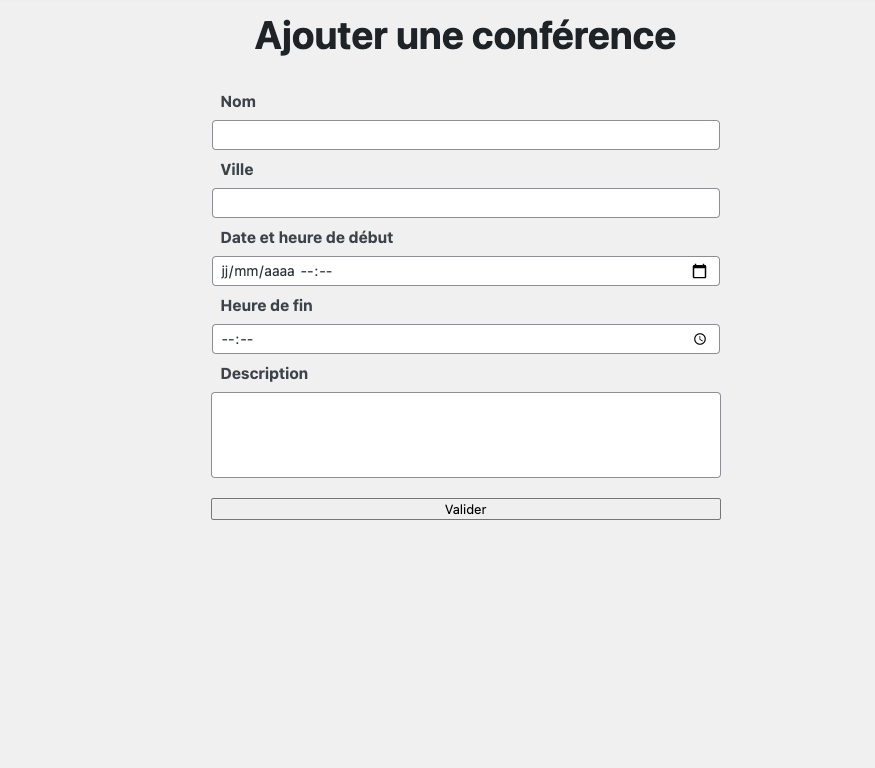 Ajouter une conférence
Nom
Ville
Date et heure de début
jj/mm/aaaa --:--
Heure de fin
--:--
Description
Valider